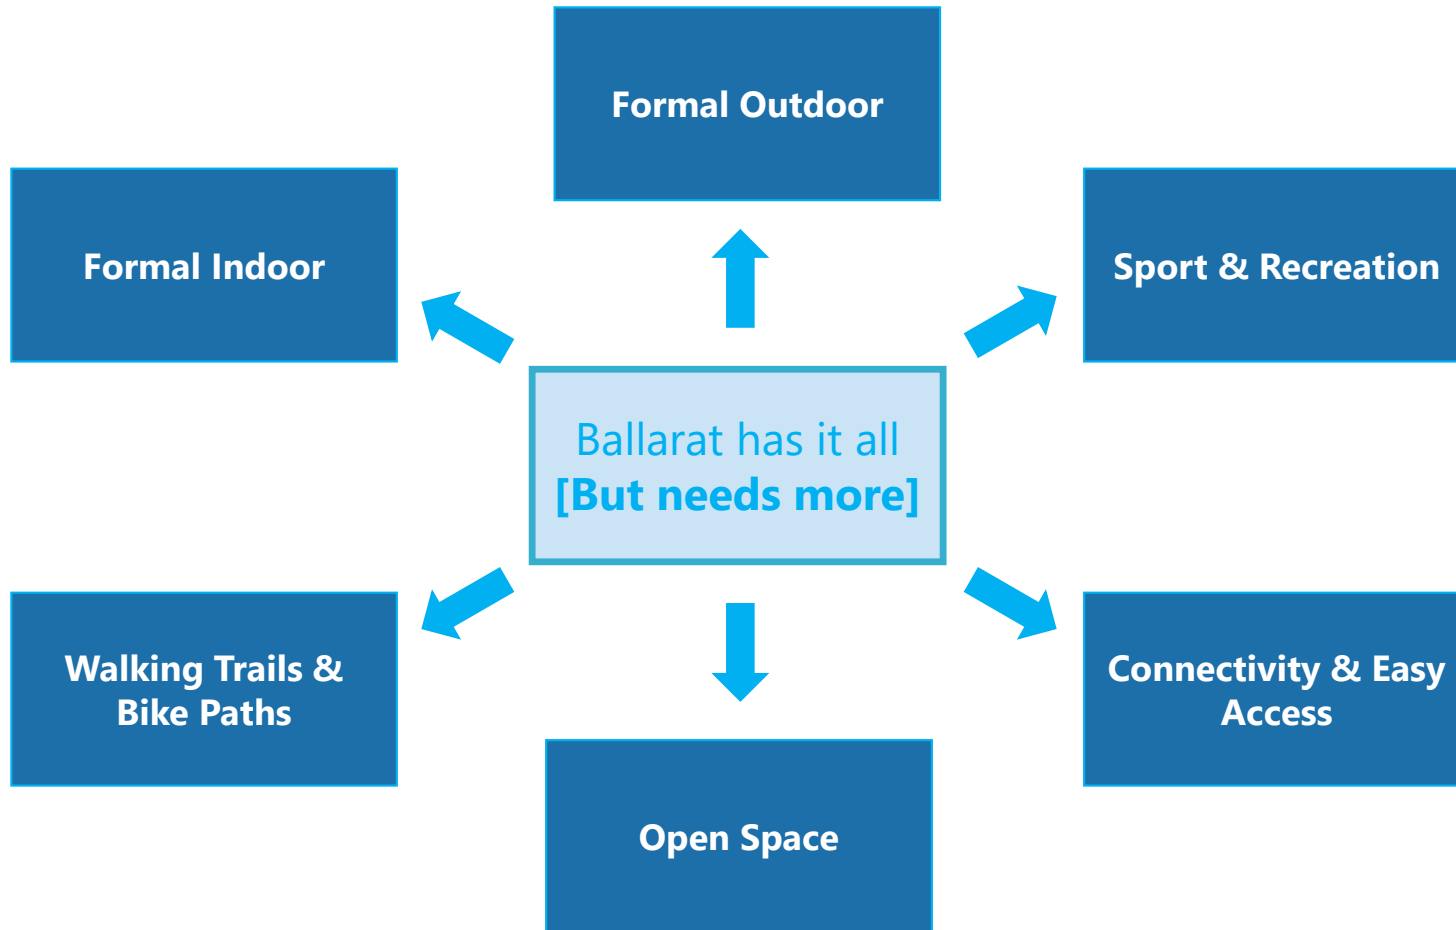 Formal Outdoor
Formal Indoor
Sport & Recreation
Ballarat has it all
[But needs more]
Walking Trails &
Bike Paths
Connectivity & Easy
Access
Open Space